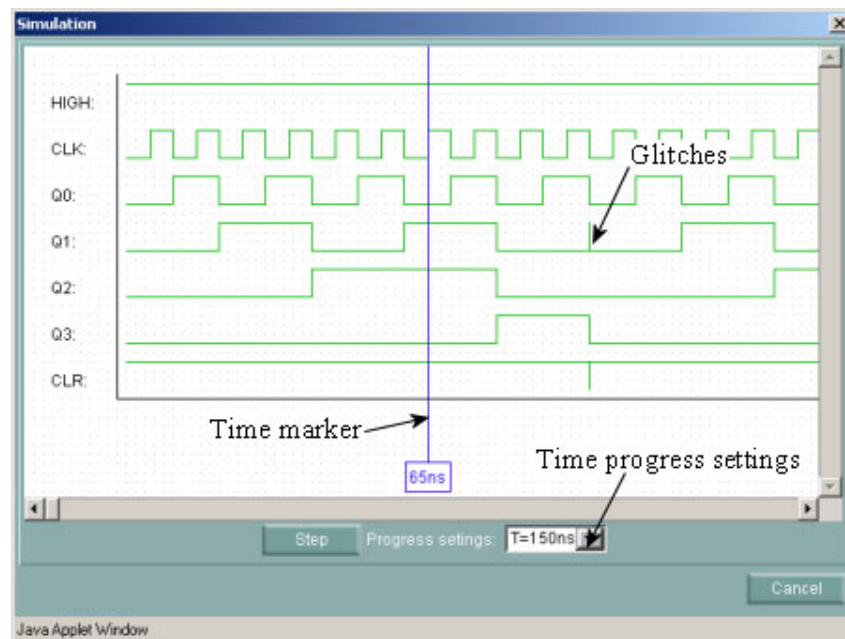 Simulation
HIGH:
CLK:
Glitches
Q0:
Q1:
Q2:
Q3:
CLR:
Time marker
65ns
Time progress settings
Step Progress setings: T=150ns
Cancel
Java Applet Window